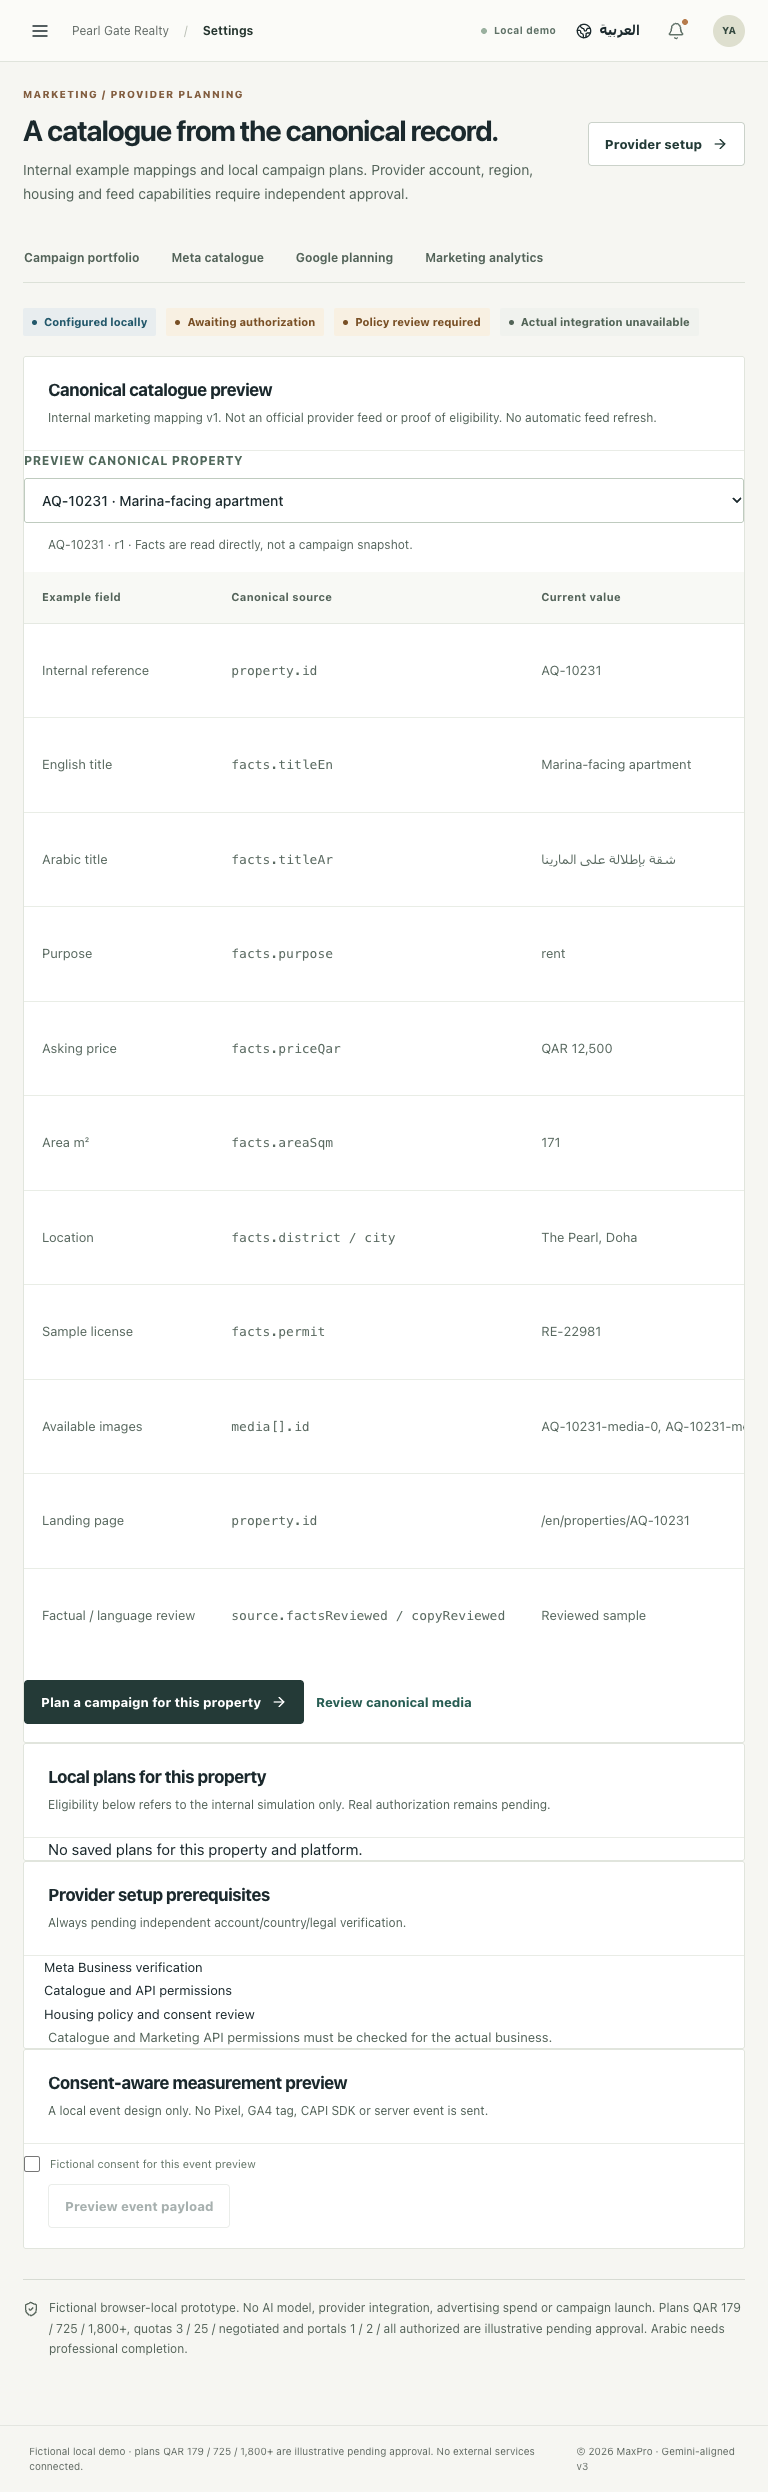 Pearl Gate Realty / Settings
Local demo
العربية
YA
MARKETING / PROVIDER PLANNING
A catalogue from the canonical record.
Internal example mappings and local campaign plans. Provider account, region,
housing and feed capabilities require independent approval.
Provider setup
Campaign portfolio
Meta catalogue
Google planning
Marketing analytics
Configured locally
Awaiting authorization
Policy review required
Actual integration unavailable
Canonical catalogue preview
Internal marketing mapping v1. Not an official provider feed or proof of eligibility. No automatic feed refresh.
PREVIEW CANONICAL PROPERTY
AQ-10231 · Marina-facing apartment
AQ-10231 · r1 · Facts are read directly, not a campaign snapshot.
Example field Canonical source Current value
Internal reference property.id AQ-10231
English title facts.titleEn Marina-facing apartment
Arabic title facts.titleAr شقة بإطلالة على المارينا
Purpose facts.purpose rent
Asking price facts.priceQar QAR 12,500
Area m² facts.areaSqm 171
Location facts.district / city The Pearl, Doha
Sample license facts.permit RE-22981
Available images media[].id AQ-10231-media-0,
Landing page property.id /en/properties/AQ-10231
Factual / language review source.factsReviewed / copyReviewed Reviewed sample
Plan a campaign for this property
Review canonical media
Local plans for this property
Eligibility below refers to the internal simulation only. Real authorization remains pending.
No saved plans for this property and platform.
Provider setup prerequisites
Always pending independent account/country/legal verification.
Meta Business verification
Catalogue and API permissions
Housing policy and consent review
Catalogue and Marketing API permissions must be checked for the actual business.
Consent-aware measurement preview
A local event design only. No Pixel, GA4 tag, CAPI SDK or server event is sent.
Fictional consent for this event preview
Preview event payload
Fictional browser-local prototype. No AI model, provider integration, advertising spend or campaign launch. Plans QAR 179
/ 725 / 1,800+, quotas 3 / 25 / negotiated and portals 1 / 2 / all authorized are illustrative pending approval. Arabic needs
professional completion.
Fictional local demo · plans QAR 179 / 725 / 1,800+ are illustrative pending approval. No external services
connected.
© 2026 MaxPro · Gemini-aligned
v3